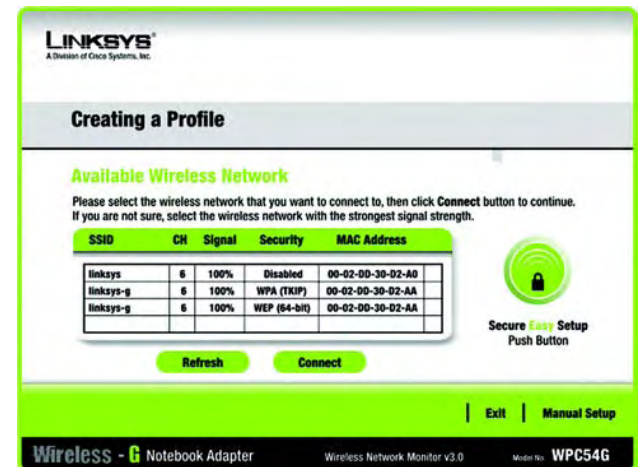 LINKSYS®
A Division of Cisco Systems, Inc.
Creating a Profile
Available Wireless Network
Please select the wireless network that you want to connect to, then click Connect button to continue.
If you are not sure, select the wireless network with the strongest signal strength.
SSID CH Signal Security MAC Address
linksys 6 100% Disabled 00-02-DD-30-D2-A0
linksys-g 6 100% WPA (TKIP) 00-02-DD-30-D2-AA
linksys-g 6 100% WEP (64-bit) 00-02-DD-30-D2-AA
Secure Easy Setup
Push Button
Refresh Connect
Exit Manual Setup
Wireless - G Notebook Adapter Wireless Network Monitor v3.0 Model No. WPC54G